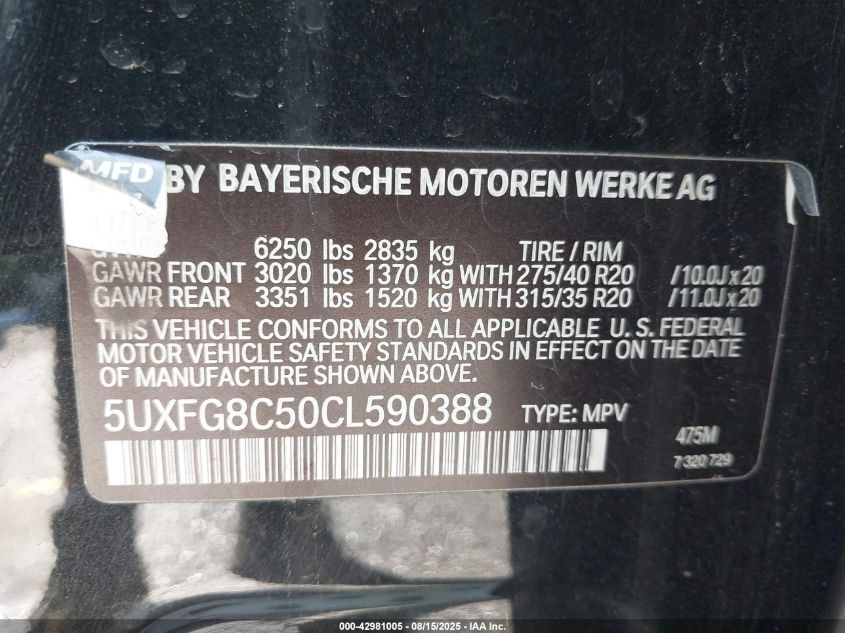 MFD BY BAYERISCHE MOTOREN WERKE AG
6250 lbs 2835 kg TIRE / RIM
GAWR FRONT 3020 lbs 1370 kg WITH 275/40 R20 / 10.0J x 20
GAWR REAR 3351 lbs 1520 kg WITH 315/35 R20 / 11.0J x 20
THIS VEHICLE CONFORMS TO ALL APPLICABLE U. S. FEDERAL
MOTOR VEHICLE SAFETY STANDARDS IN EFFECT ON THE DATE
OF MANUFACTURE SHOWN ABOVE.
5UXFG8C50CL590388 TYPE: MPV
475M
7 320 729
000-42981005 - 08/15/2025 - IAA Inc.